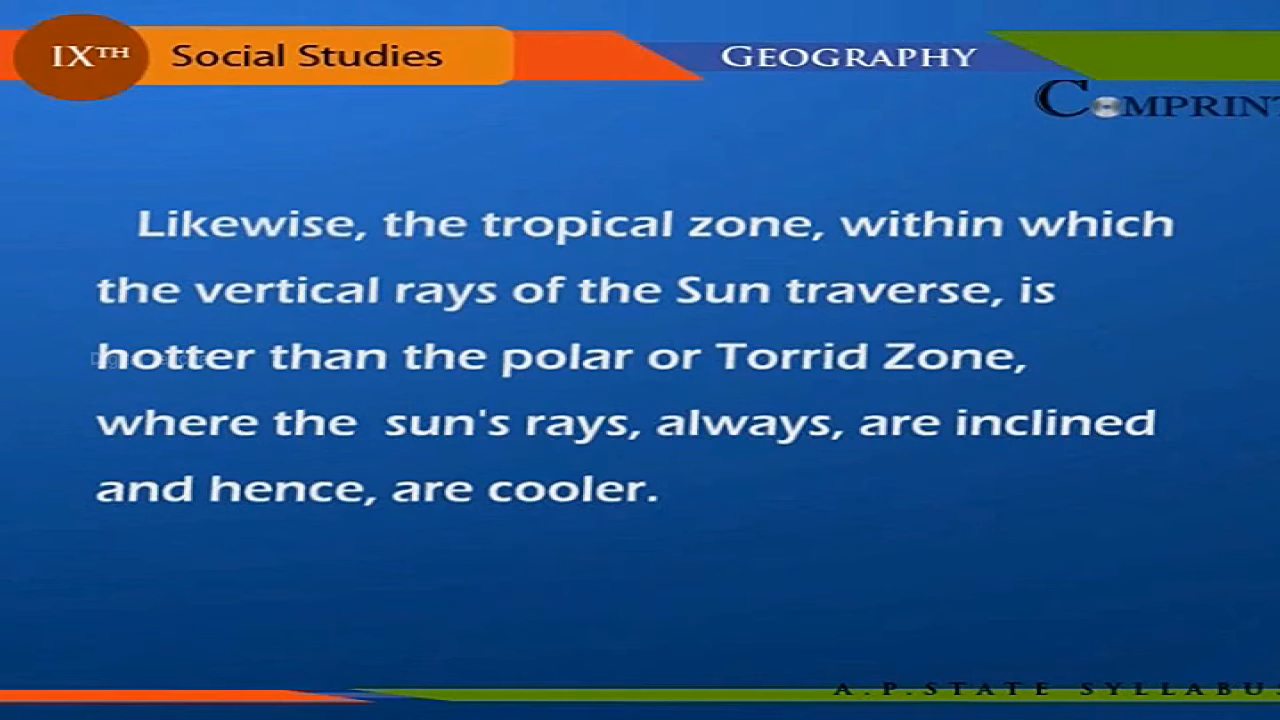 IXTH Social Studies GEOGRAPHY
COMPRINT
Likewise, the tropical zone, within which
the vertical rays of the Sun traverse, is
hotter than the polar or Torrid Zone,
where the sun's rays, always, are inclined
and hence, are cooler.
A.P.STATE SYLLABUS